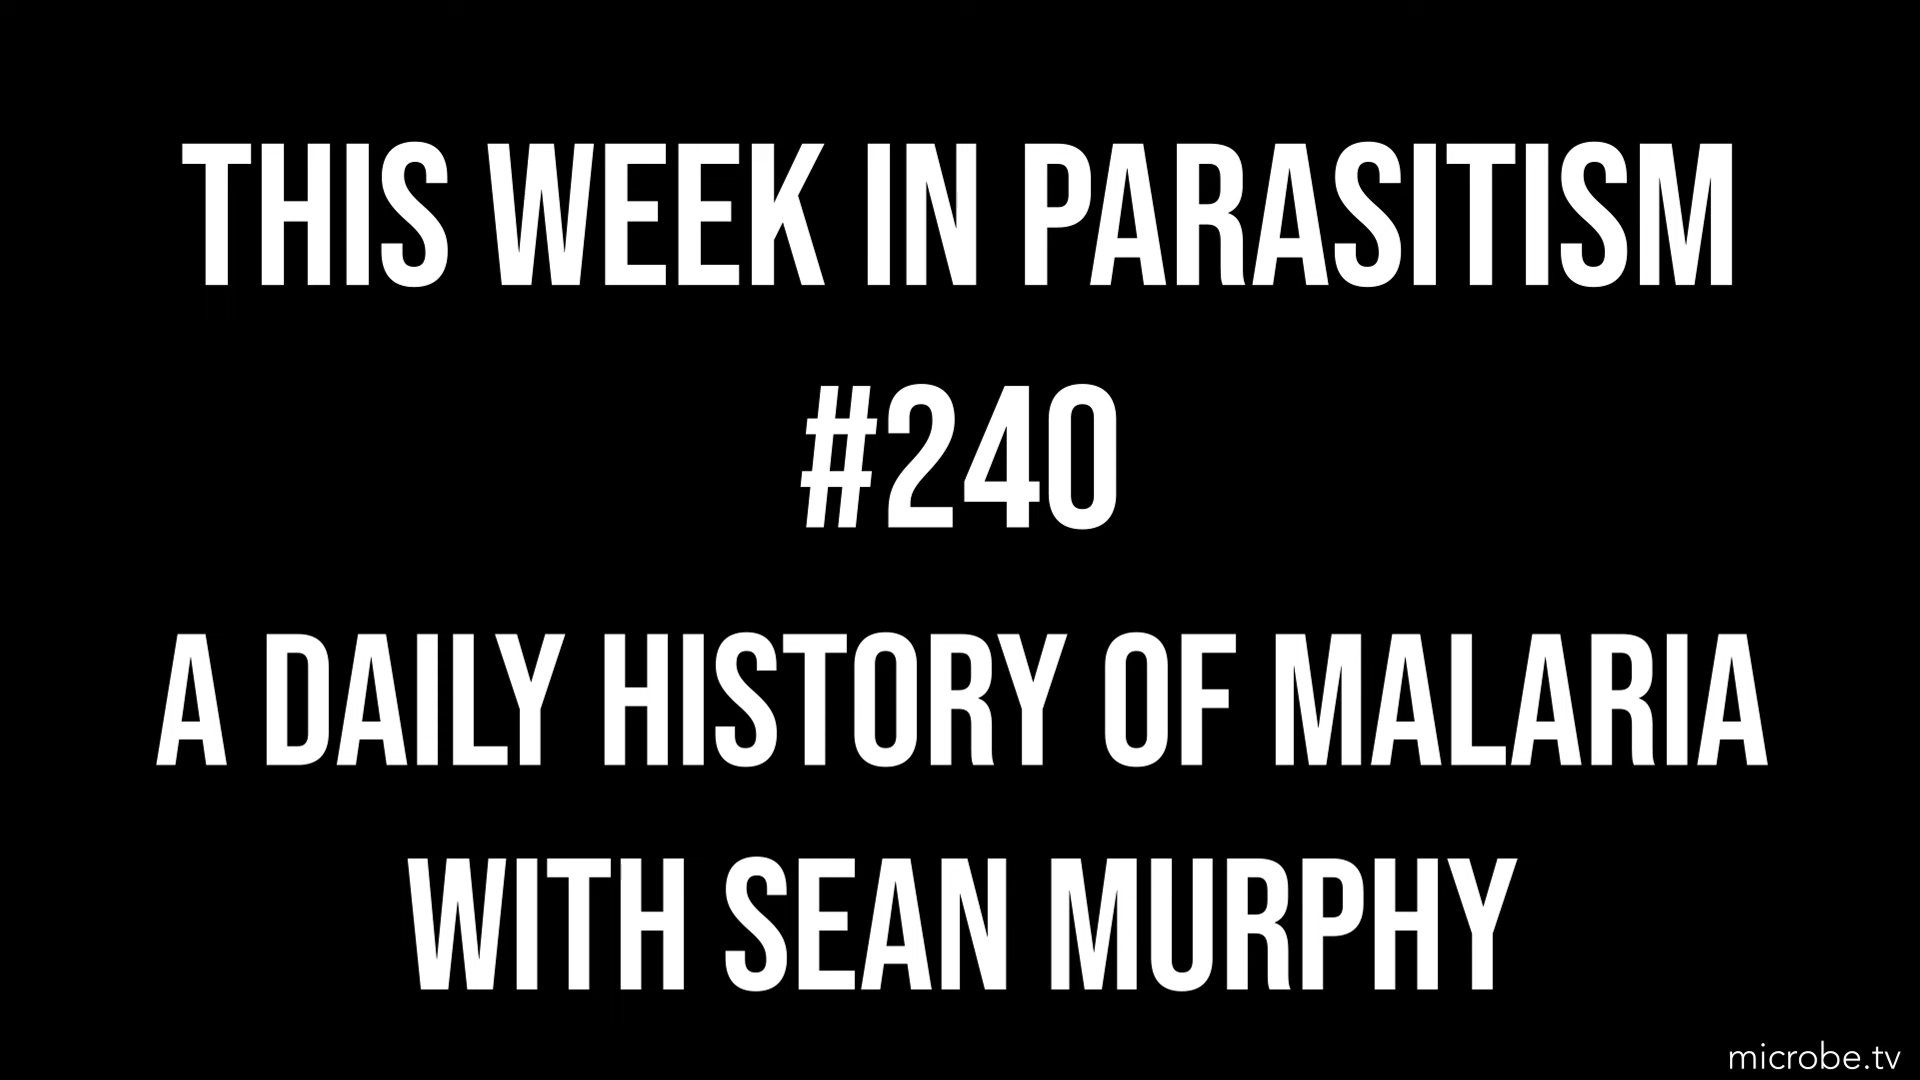 THIS WEEK IN PARASITISM
#240
A DAILY HISTORY OF MALARIA
WITH SEAN MURPHY
microbe.tv